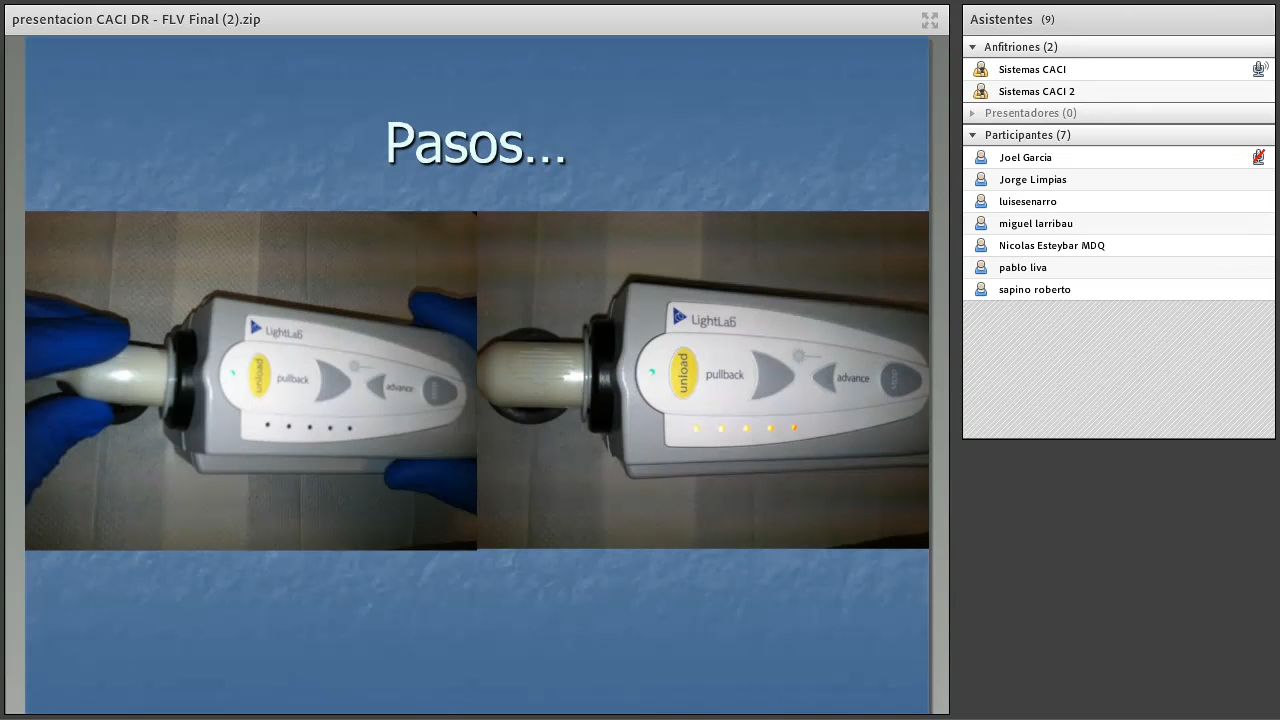 presentacion CACI DR - FLV Final (2).zip
Pasos...
LightLab
unload
pullback
advance
LightLab
unload
pullback
advance
stop
Asistentes (9)
Anfitriones (2)
Sistemas CACI
Sistemas CACI 2
Presentadores (0)
Participantes (7)
Joel Garcia
Jorge Limpias
luisesenarro
miguel larribau
Nicolas Esteybar MDQ
pablo liva
sapino roberto